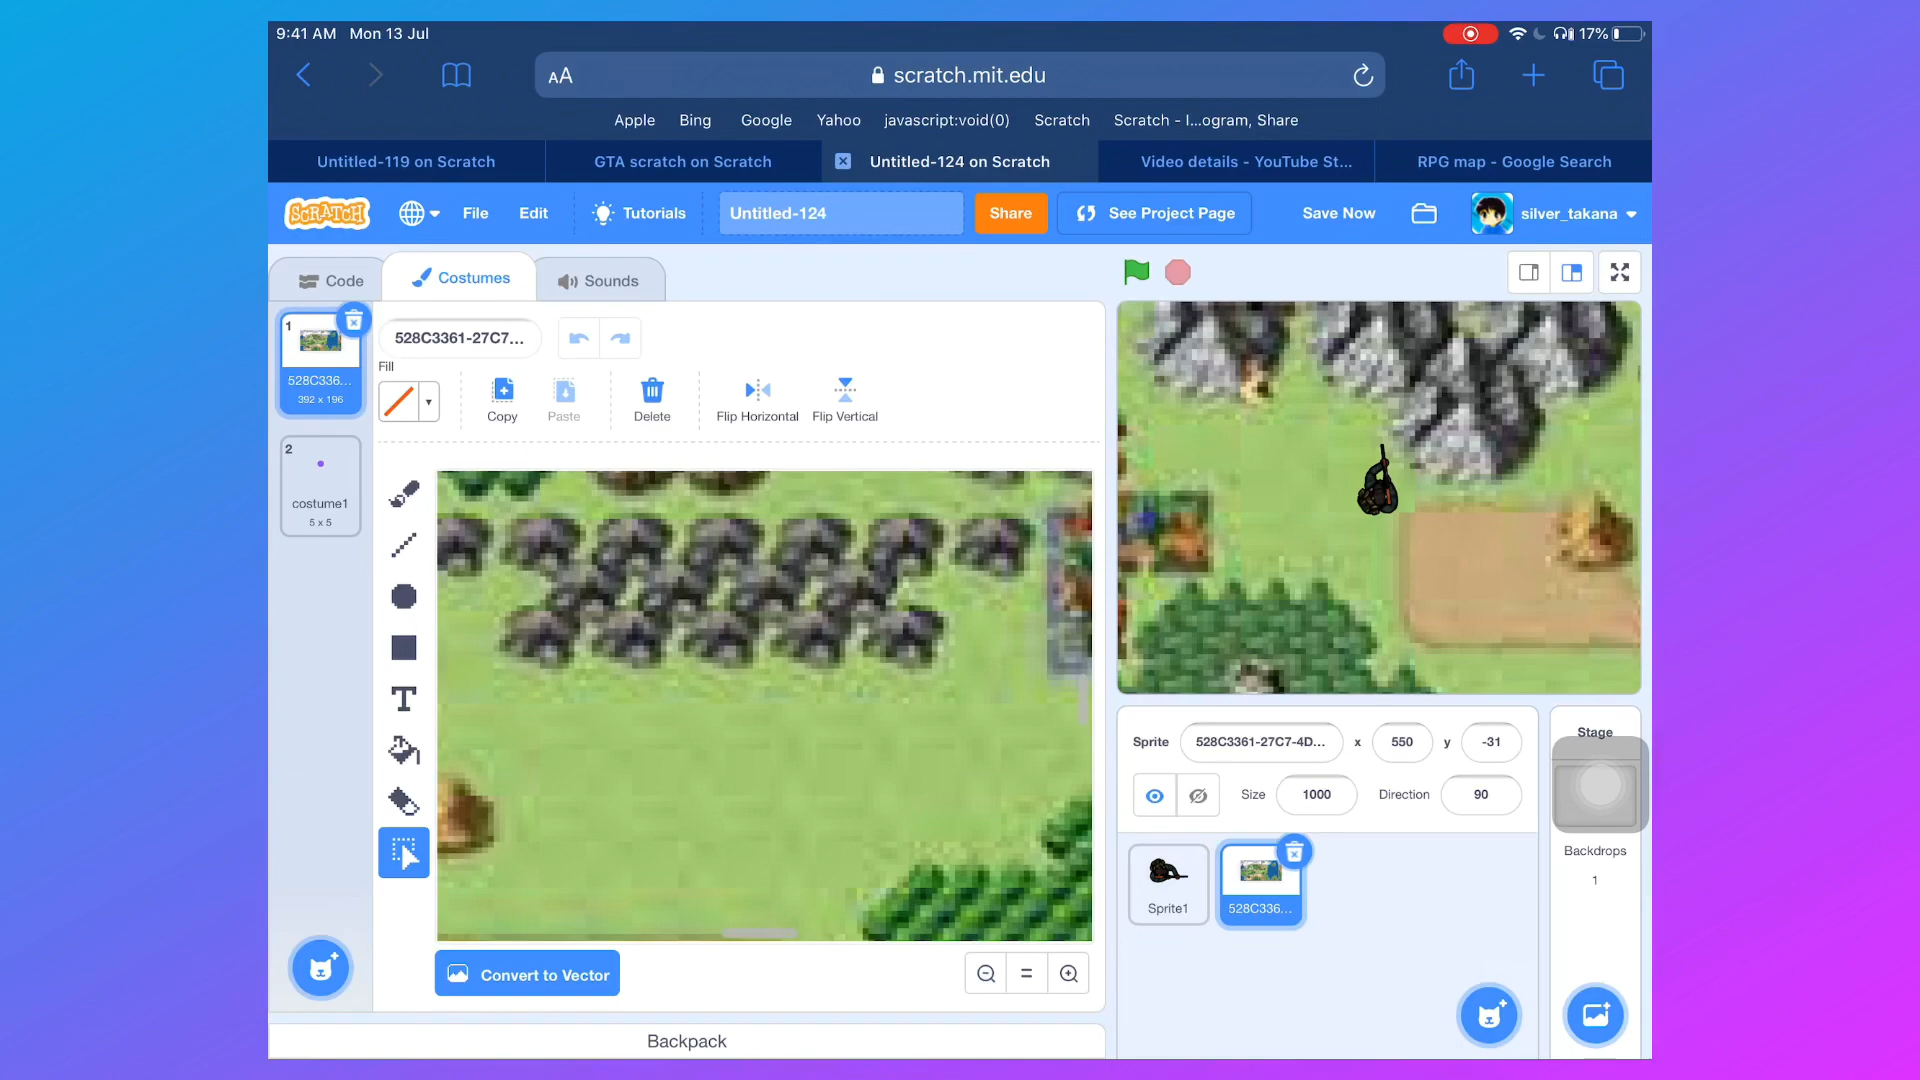 9:41 AM Mon 13 Jul
17%
AA scratch.mit.edu
Apple Bing Google Yahoo javascript:void(0) Scratch Scratch - I...ogram, Share
Untitled-119 on Scratch GTA scratch on Scratch Untitled-124 on Scratch Video details - YouTube St... RPG map - Google Search
SCRATCH File Edit Tutorials Untitled-124 Share See Project Page Save Now silver_takana
Code Costumes Sounds
1
528C336...
392 x 196
2
costume1
5 x 5
528C3361-27C7...
Fill
Copy Paste Delete Flip Horizontal Flip Vertical
T
Convert to Vector
=
Backpack
Sprite 528C3361-27C7-4D... x 550 y -31
Size 1000 Direction 90
Sprite1 528C336...
Stage
Backdrops
1